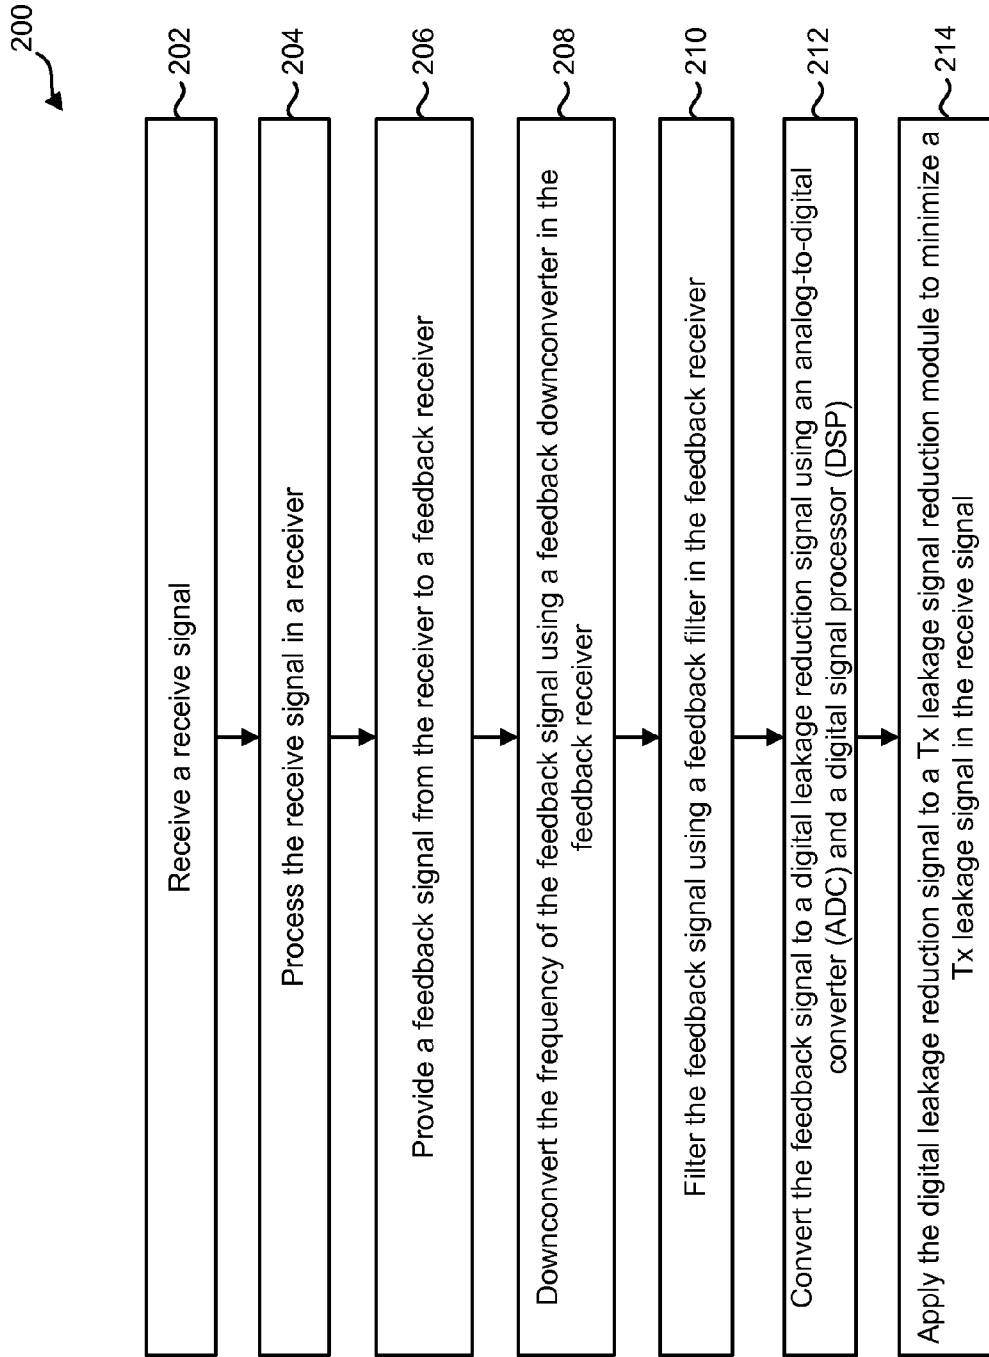 200
Receive a receive signal
202
Process the receive signal in a receiver
204
Provide a feedback signal from the receiver to a feedback receiver
206
Downconvert the frequency of the feedback signal using a feedback downconverter in the
feedback receiver
208
Filter the feedback signal using a feedback filter in the feedback receiver
210
Convert the feedback signal to a digital leakage reduction signal using an analog-to-digital
converter (ADC) and a digital signal processor (DSP)
212
Apply the digital leakage reduction signal to a Tx leakage signal reduction module to minimize a
Tx leakage signal in the receive signal
214